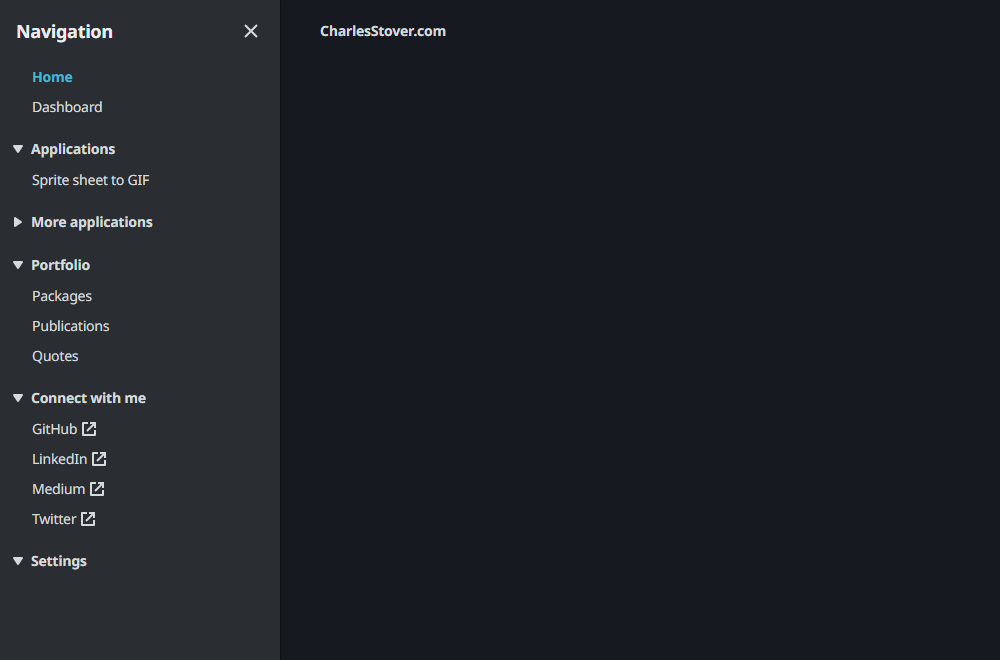 Navigation
CharlesStover.com
Home
Dashboard
Applications
Sprite sheet to GIF
More applications
Portfolio
Packages
Publications
Quotes
Connect with me
GitHub
LinkedIn
Medium
Twitter
Settings